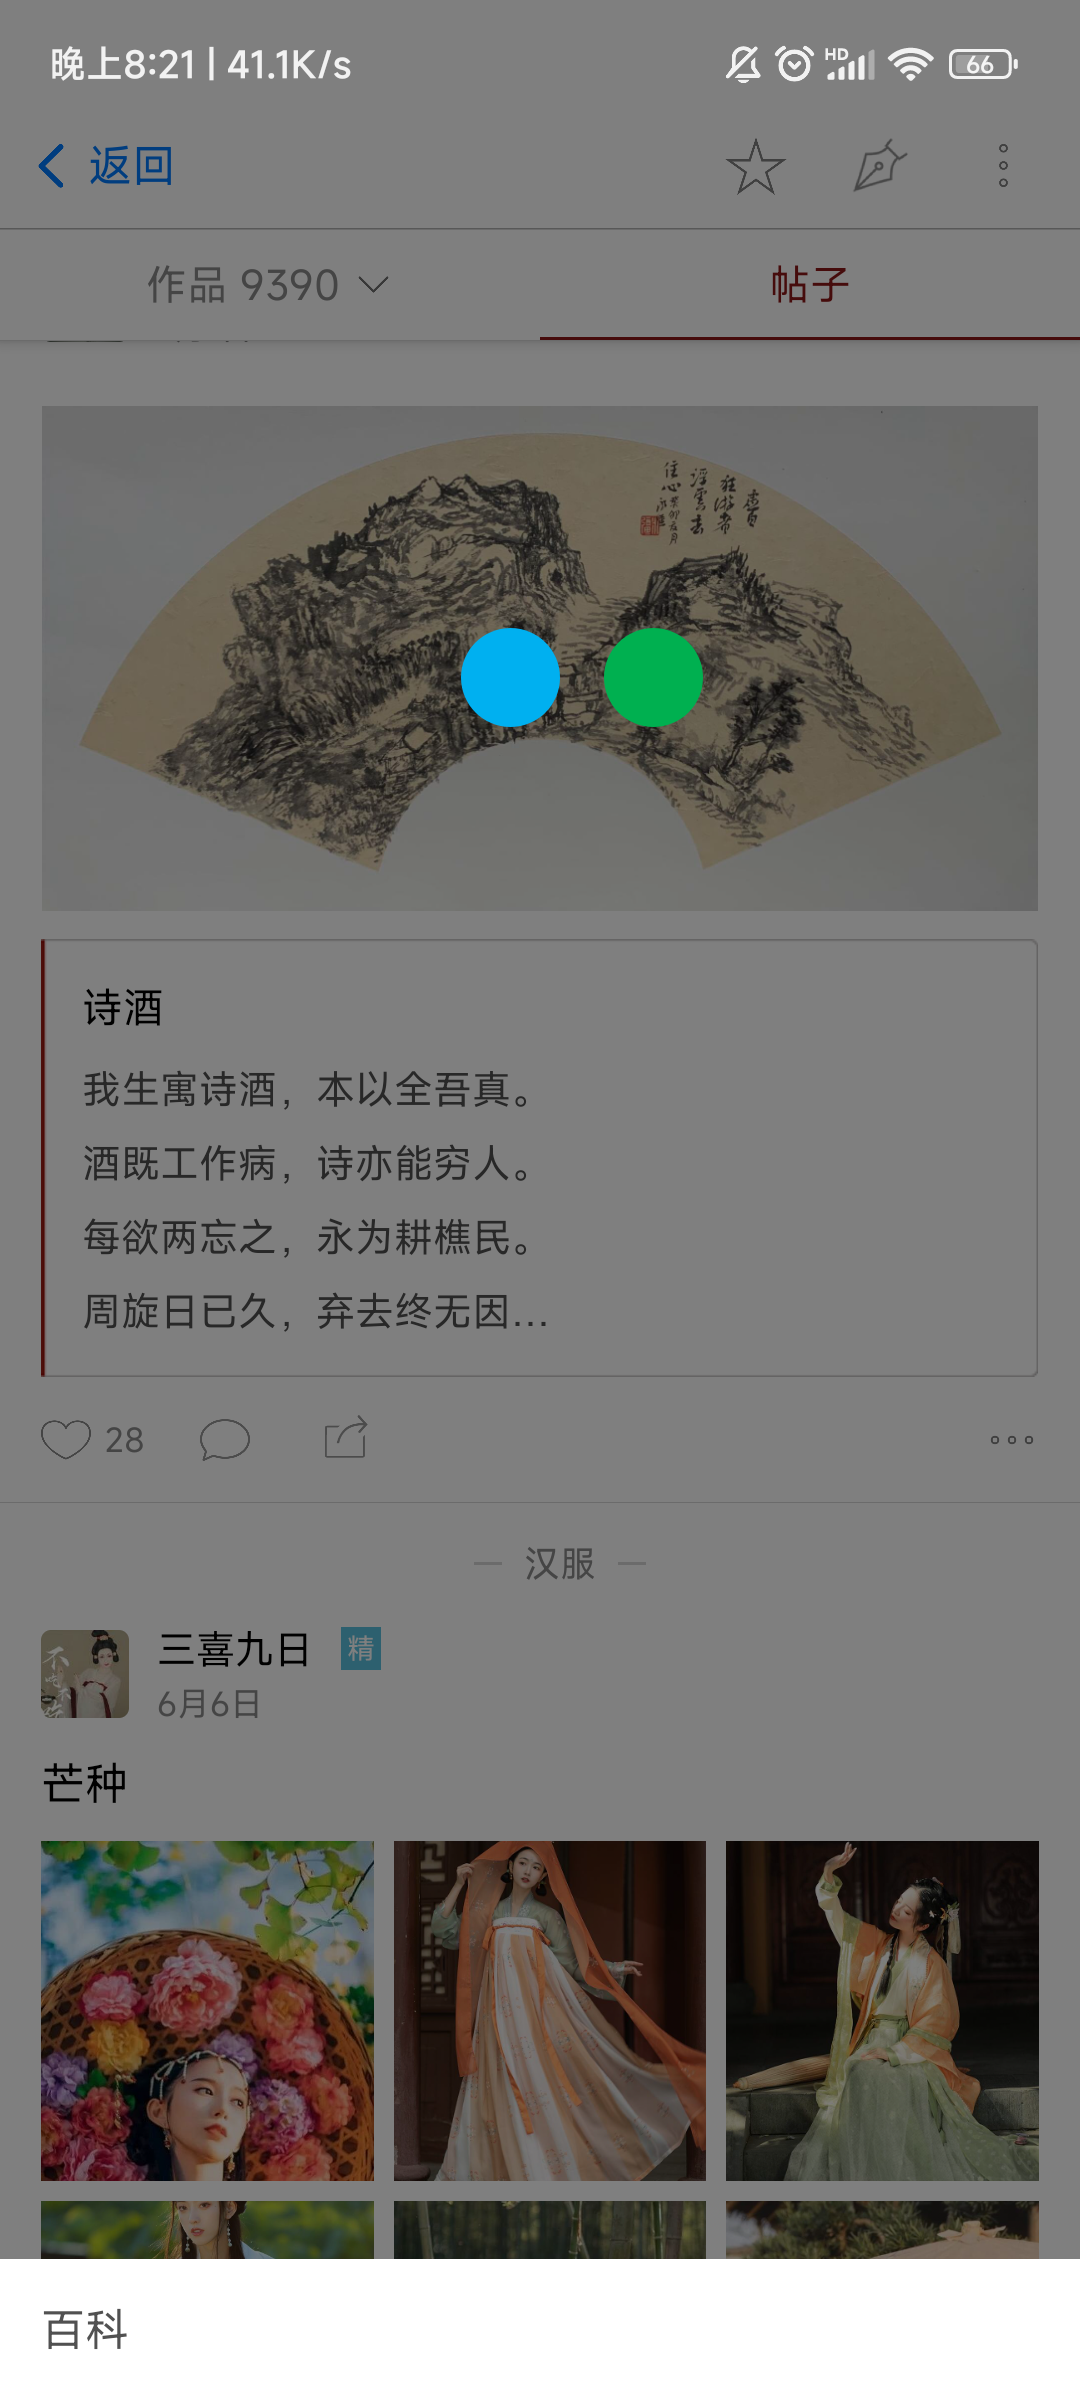 晚上8:21 | 41.1K/s
HD
66
返回
作品 9390
帖子
诗酒
我生寓诗酒，本以全吾真。
酒既工作病，诗亦能穷人。
每欲两忘之，永为耕樵民。
周旋日已久，弃去终无因...
28
汉服
三喜九日 精
6月6日
芒种
百科